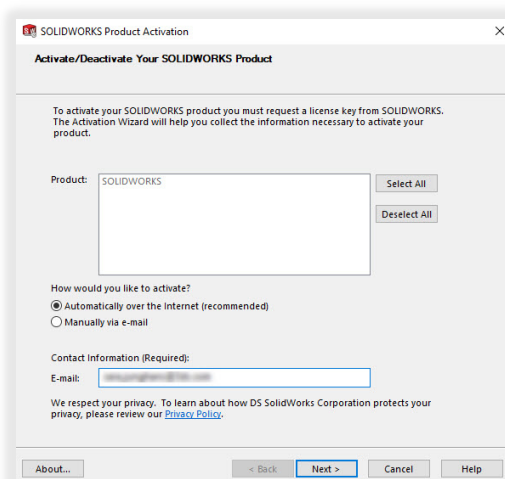 SOLIDWORKS Product Activation
Activate/Deactivate Your SOLIDWORKS Product
To activate your SOLIDWORKS product you must request a license key from SOLIDWORKS.
The Activation Wizard will help you collect the information necessary to activate your
product.
Product:
SOLIDWORKS
Select All
Deselect All
How would you like to activate?
Automatically over the Internet (recommended)
Manually via e-mail
Contact Information (Required):
E-mail:
We respect your privacy. To learn about how DS SolidWorks Corporation protects your
privacy, please review our Privacy Policy.
About... < Back Next > Cancel Help